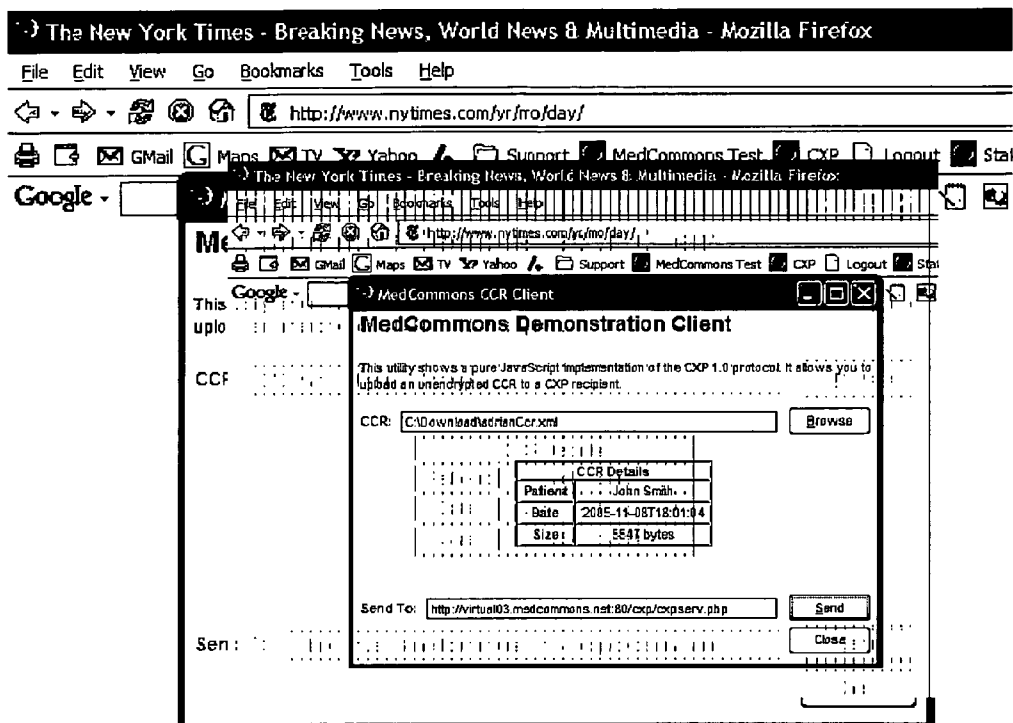 The New York Times - Breaking News, World News & Multimedia - Mozilla Firefox
File Edit View Go Bookmarks Tools Help
http://www.nytimes.com/yr/mo/day/
GMail Maps TV Yahoo Support MedCommons Test CXP Logout Stat
Google
The New York Times - Breaking News, World News & Multimedia - Mozilla Firefox
File Edit View Go Bookmarks Tools Help
Me
http://www.nytimes.com/yr/mo/day/
GMail Maps TV Yahoo Support MedCommons Test CXP Logout Stat
Google
MedCommons CCR Client
This
uplo
MedCommons Demonstration Client
This utility shows a pure JavaScript implementation of the CXP 1.0 protocol. It allows you to
upload an unencrypted CCR to a CXP recipient.
CCR
CCR: C:\Download\adrianCcr.xml Browse
CCR Details
Patient John Smith
Date 2005-11-08T18:01:04
Size: 5547 bytes
Send To: http://virtual03.medcommons.net:80/cxp/cxpserv.php Send
Sen
Close